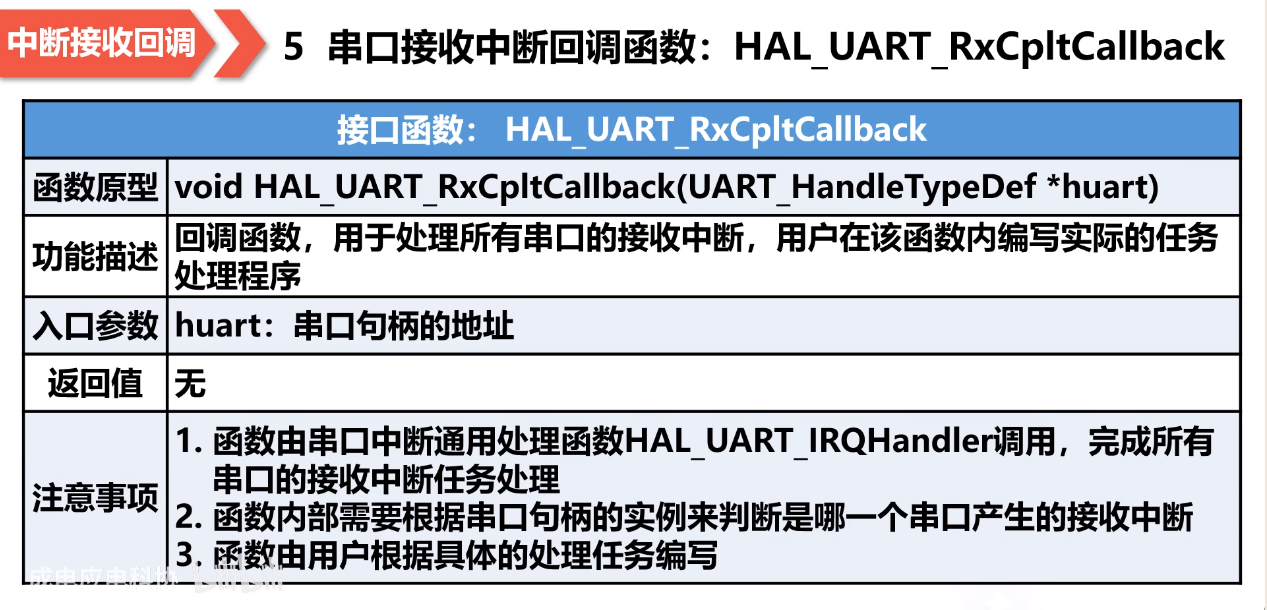 中断接收回调
5 串口接收中断回调函数：HAL_UART_RxCpltCallback
接口函数： HAL_UART_RxCpltCallback
函数原型
void HAL_UART_RxCpltCallback(UART_HandleTypeDef *huart)
功能描述
回调函数，用于处理所有串口的接收中断，用户在该函数内编写实际的任务
处理程序
入口参数
huart：串口句柄的地址
返回值
无
注意事项
1. 函数由串口中断通用处理函数HAL_UART_IRQHandler调用，完成所有
串口的接收中断任务处理
2. 函数内部需要根据串口句柄的实例来判断是哪一个串口产生的接收中断
3. 函数由用户根据具体的处理任务编写
成电应电科协 bilibili